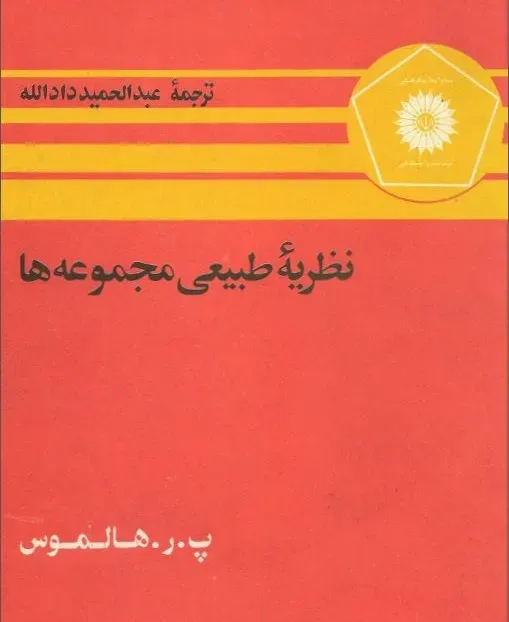 ترجمهٔ عبدالحمید دادالله
نظریهٔ طبیعی مجموعه ها
پ.ر.هالموس